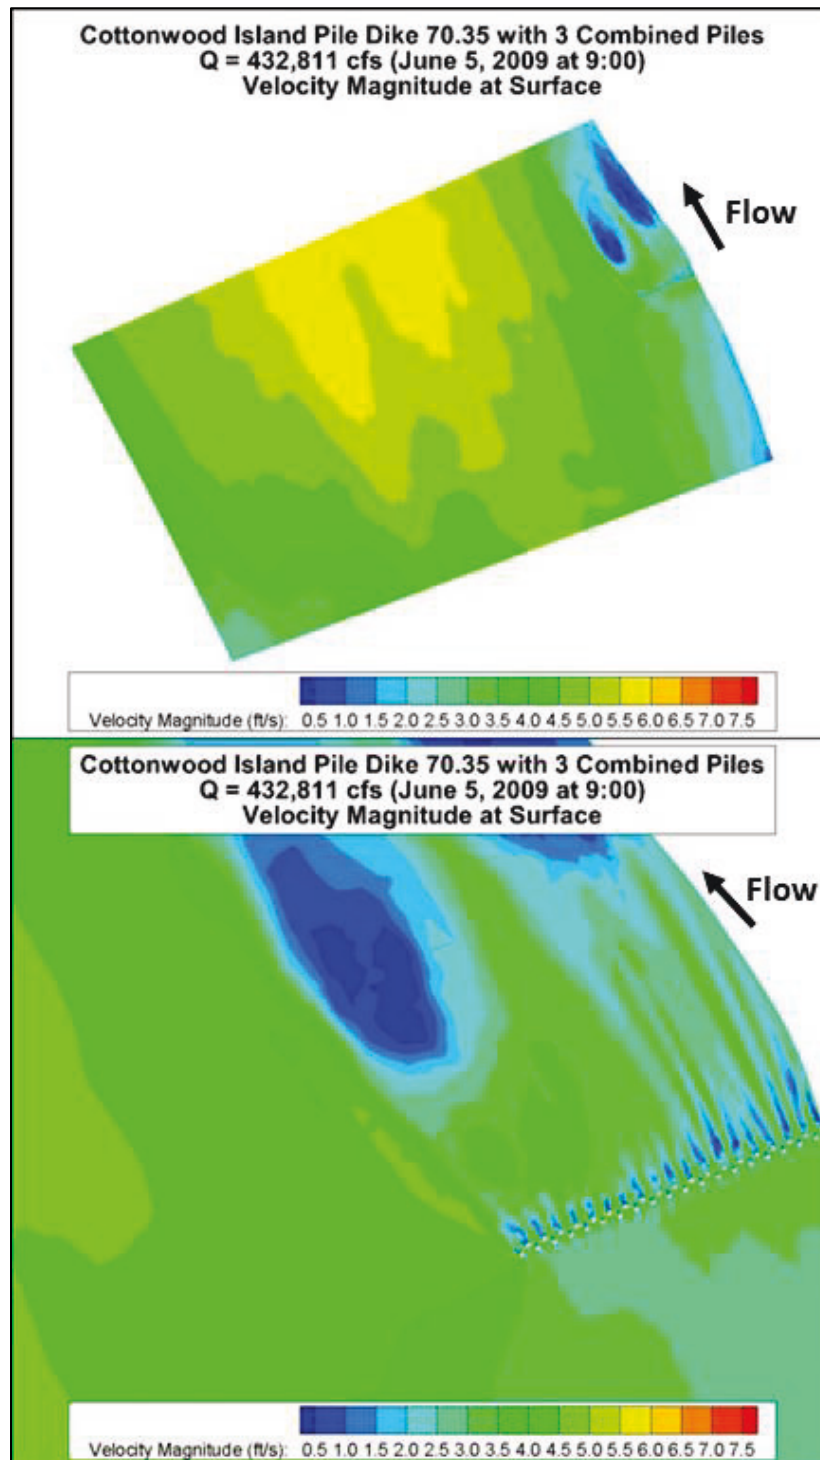 Cottonwood Island Pile Dike 70.35 with 3 Combined Piles
Q = 432,811 cfs (June 5, 2009 at 9:00)
Velocity Magnitude at Surface
Flow
Velocity Magnitude (ft/s): 0.5 1.0 1.5 2.0 2.5 3.0 3.5 4.0 4.5 5.0 5.5 6.0 6.5 7.0 7.5
Cottonwood Island Pile Dike 70.35 with 3 Combined Piles
Q = 432,811 cfs (June 5, 2009 at 9:00)
Velocity Magnitude at Surface
Flow
Velocity Magnitude (ft/s): 0.5 1.0 1.5 2.0 2.5 3.0 3.5 4.0 4.5 5.0 5.5 6.0 6.5 7.0 7.5